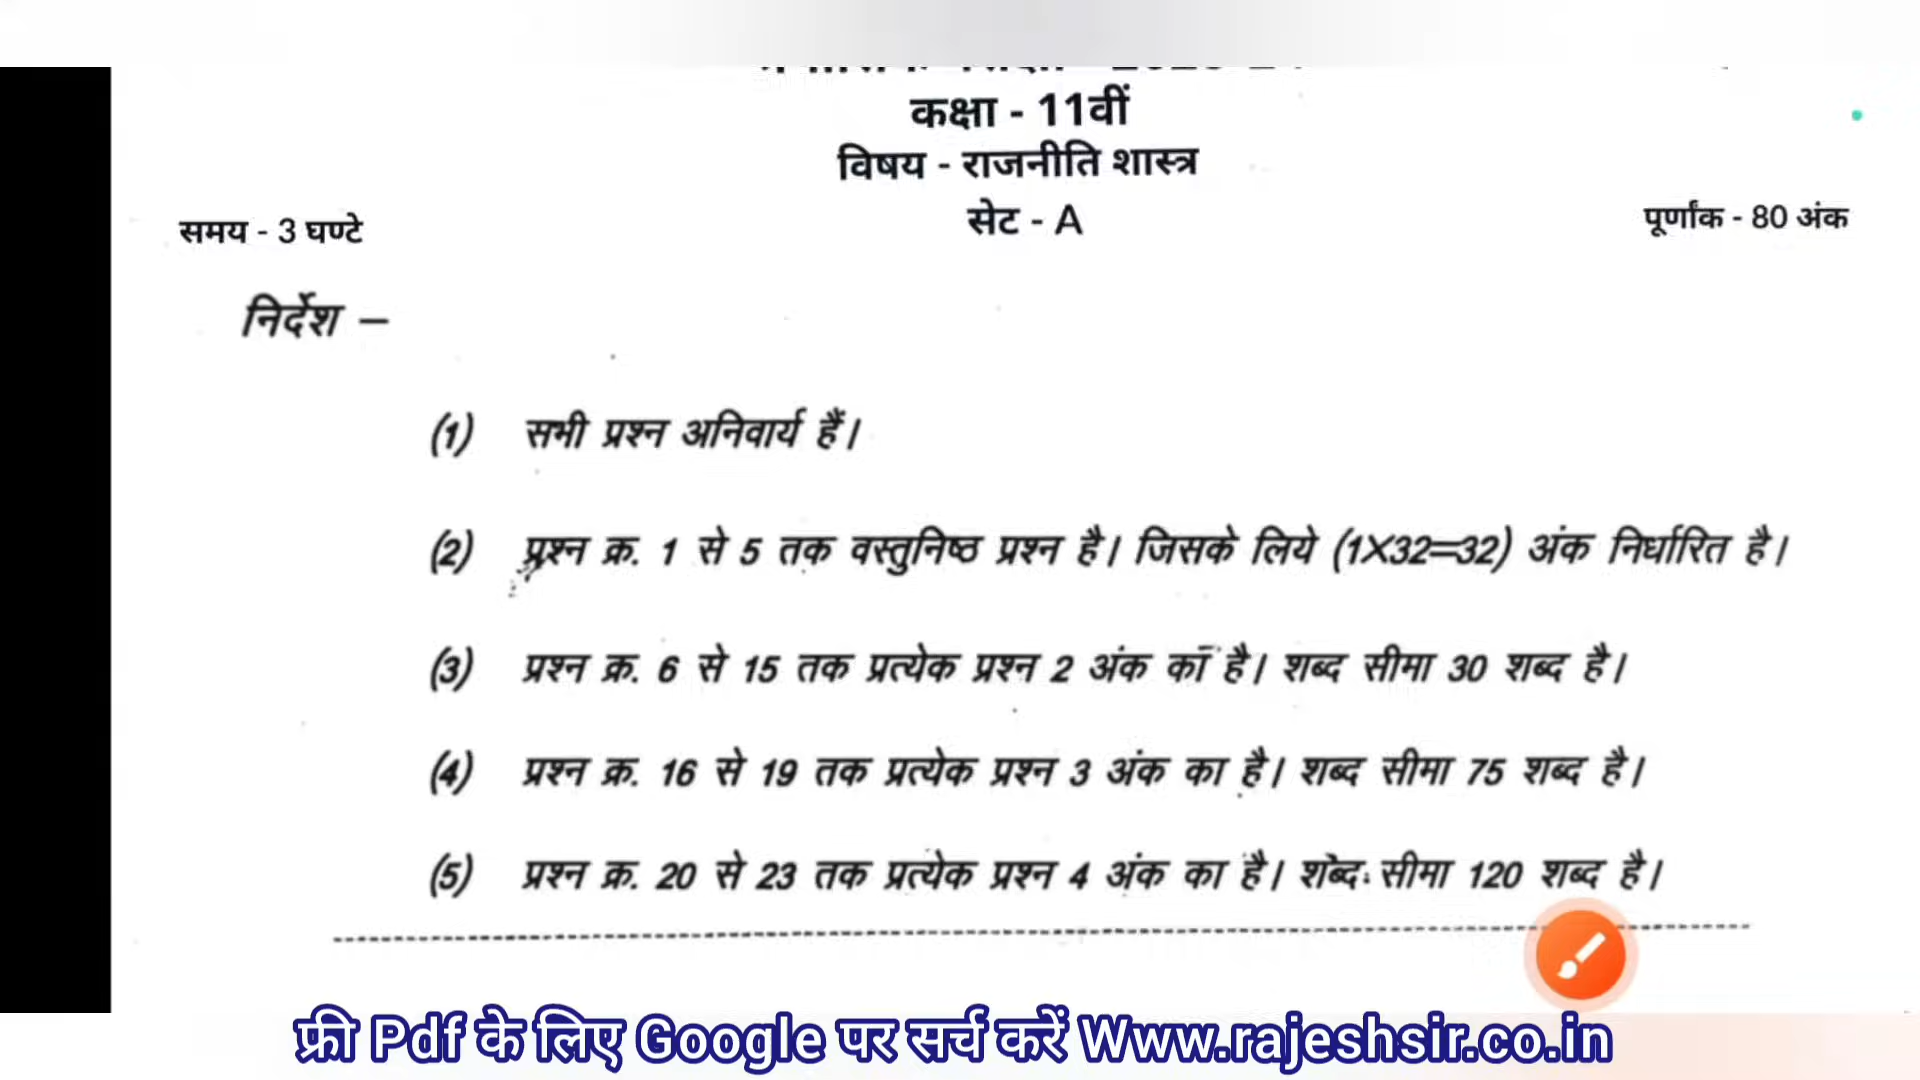 कक्षा - 11वीं
विषय - राजनीति शास्त्र
सेट - A
समय - 3 घण्टे
पूर्णांक - 80 अंक
निर्देश –
(1) सभी प्रश्न अनिवार्य हैं।
(2) प्रश्न क्र. 1 से 5 तक वस्तुनिष्ठ प्रश्न है। जिसके लिये (1X32=32) अंक निर्धारित है।
(3) प्रश्न क्र. 6 से 15 तक प्रत्येक प्रश्न 2 अंक का है। शब्द सीमा 30 शब्द है।
(4) प्रश्न क्र. 16 से 19 तक प्रत्येक प्रश्न 3 अंक का है। शब्द सीमा 75 शब्द है।
(5) प्रश्न क्र. 20 से 23 तक प्रत्येक प्रश्न 4 अंक का है। शब्द सीमा 120 शब्द है।
फ्री Pdf के लिए Google पर सर्च करें Www.rajeshsir.co.in